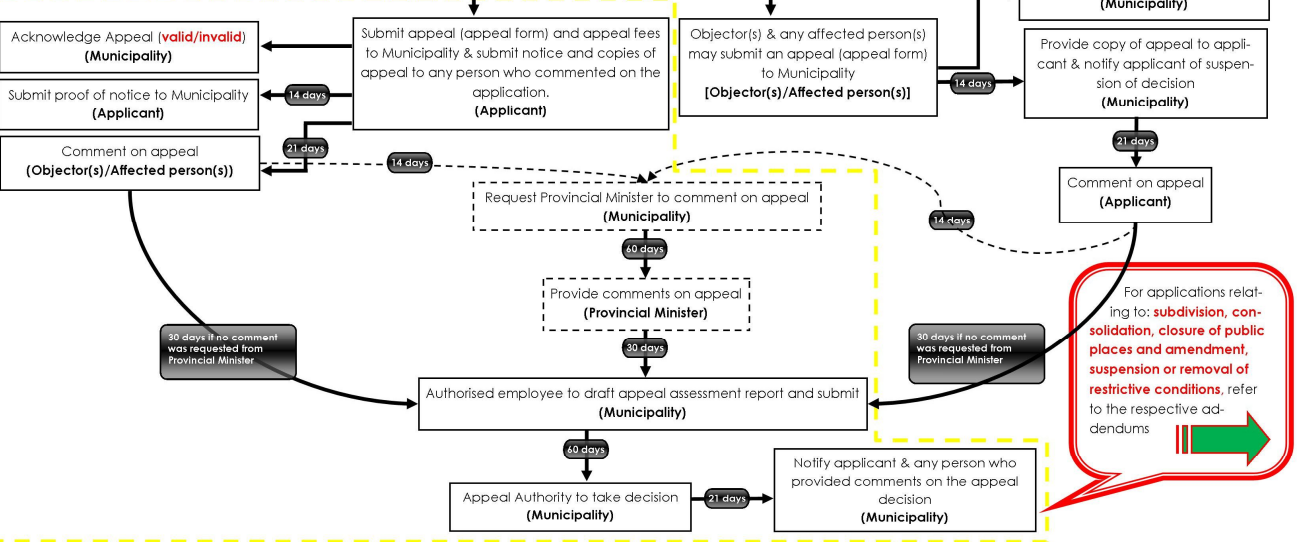 (Municipality)
Acknowledge Appeal (valid/invalid)
(Municipality)
Submit appeal (appeal form) and appeal fees
to Municipality & submit notice and copies of
appeal to any person who commented on the
application.
(Applicant)
Objector(s) & any affected person(s)
may submit an appeal (appeal form)
to Municipality
[Objector(s)/Affected person(s)]
14 days
Provide copy of appeal to appli-
cant & notify applicant of suspen-
sion of decision
(Municipality)
Submit proof of notice to Municipality
(Applicant)
14 days
21 days
21 days
Comment on appeal
(Objector(s)/Affected person(s))
14 days
Comment on appeal
(Applicant)
Request Provincial Minister to comment on appeal
(Municipality)
14 days
60 days
Provide comments on appeal
(Provincial Minister)
30 days
30 days if no comment
was requested from
Provincial Minister
30 days if no comment
was requested from
Provincial Minister
For applications relat-
ing to: subdivision, con-
solidation, closure of public
places and amendment,
suspension or removal of
restrictive conditions, refer
to the respective ad-
dendums
Authorised employee to draft appeal assessment report and submit
(Municipality)
60 days
Appeal Authority to take decision
(Municipality)
21 days
Notify applicant & any person who
provided comments on the appeal
decision
(Municipality)